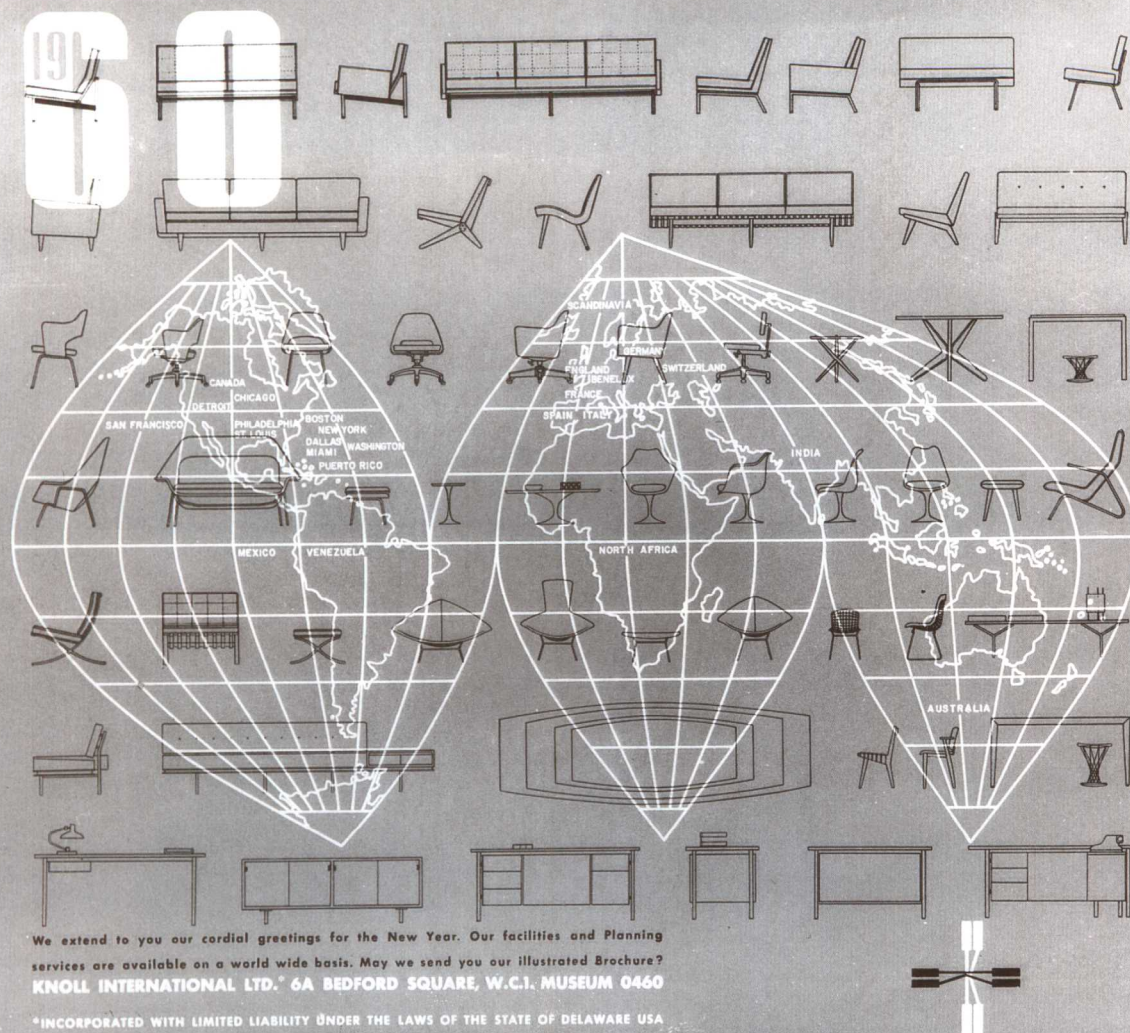 1960
SCANDINAVIA
GERMANY
ENGLAND
BENELUX
SWITZERLAND
FRANCE
SPAIN ITALY
CANADA
CHICAGO
DETROIT
SAN FRANCISCO
PHILADELPHIA
ST LOUIS
BOSTON
NEW YORK
DALLAS
MIAMI
WASHINGTON
PUERTO RICO
INDIA
MEXICO
VENEZUELA
NORTH AFRICA
AUSTRALIA
We extend to you our cordial greetings for the New Year. Our facilities and Planning
services are available on a world wide basis. May we send you our illustrated Brochure?
KNOLL INTERNATIONAL LTD.* 6A BEDFORD SQUARE, W.C.1. MUSEUM 0460
*INCORPORATED WITH LIMITED LIABILITY UNDER THE LAWS OF THE STATE OF DELAWARE USA